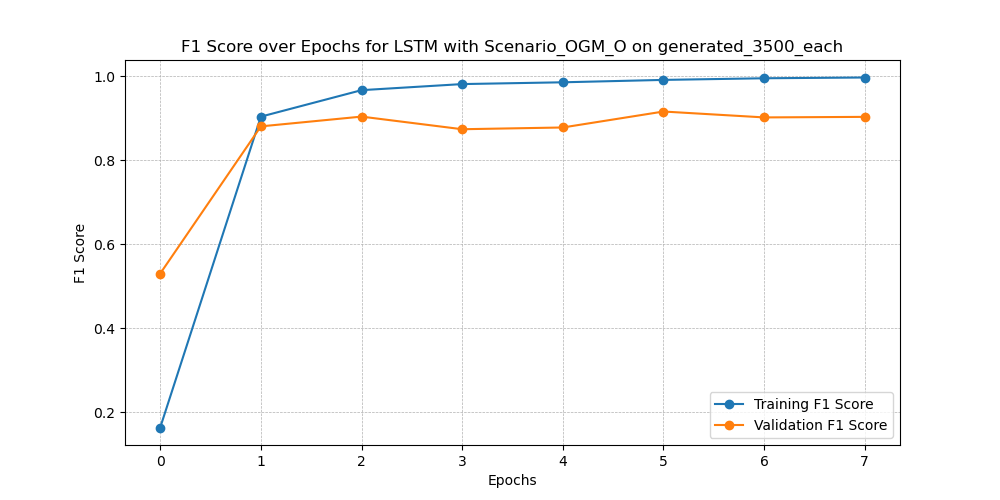 F1 Score over Epochs for LSTM with Scenario_OGM_O on generated_3500_each
F1 Score
1.0
0.8
0.6
0.4
0.2
0 1 2 3 4 5 6 7
Epochs
Training F1 Score
Validation F1 Score